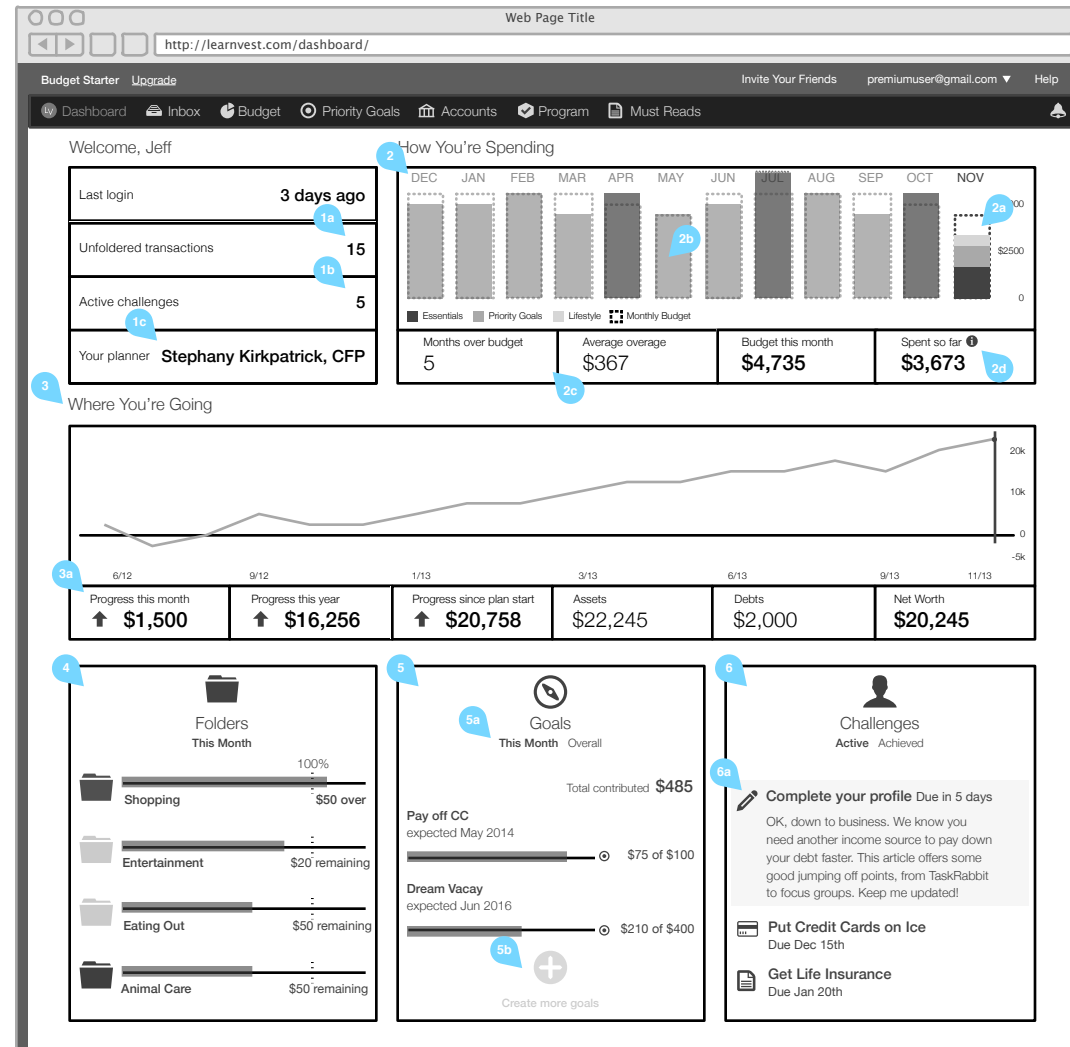 Web Page Title
http://learnvest.com/dashboard/
Budget Starter Upgrade Invite Your Friends premiumuser@gmail.com ▼ Help
Lv Dashboard Inbox Budget Priority Goals Accounts Program Must Reads
Welcome, Jeff
Last login 3 days ago
1a
Unfoldered transactions 15
1b
Active challenges 5
1c
Your planner Stephany Kirkpatrick, CFP
2 How You're Spending
DEC JAN FEB MAR APR MAY JUN JUL AUG SEP OCT NOV
2a
2b
$2500
0
Essentials Priority Goals Lifestyle Monthly Budget
Months over budget Average overage Budget this month Spent so far
5 $367 $4,735 $3,673
2c 2d
3
Where You're Going
20k
10k
0
-5k
6/12 9/12 1/13 3/13 6/13 9/13 11/13
3a
Progress this month Progress this year Progress since plan start Assets Debts Net Worth
$1,500 $16,256 $20,758 $22,245 $2,000 $20,245
4
Folders
This Month
100%
Shopping $50 over
Entertainment $20 remaining
Eating Out $50 remaining
Animal Care $50 remaining
5
Goals
5a
This Month Overall
Total contributed $485
Pay off CC
expected May 2014
$75 of $100
Dream Vacay
expected Jun 2016
$210 of $400
5b
Create more goals
6
Challenges
Active Achieved
6a
Complete your profile Due in 5 days
OK, down to business. We know you
need another income source to pay down
your debt faster. This article offers some
good jumping off points, from TaskRabbit
to focus groups. Keep me updated!
Put Credit Cards on Ice
Due Dec 15th
Get Life Insurance
Due Jan 20th